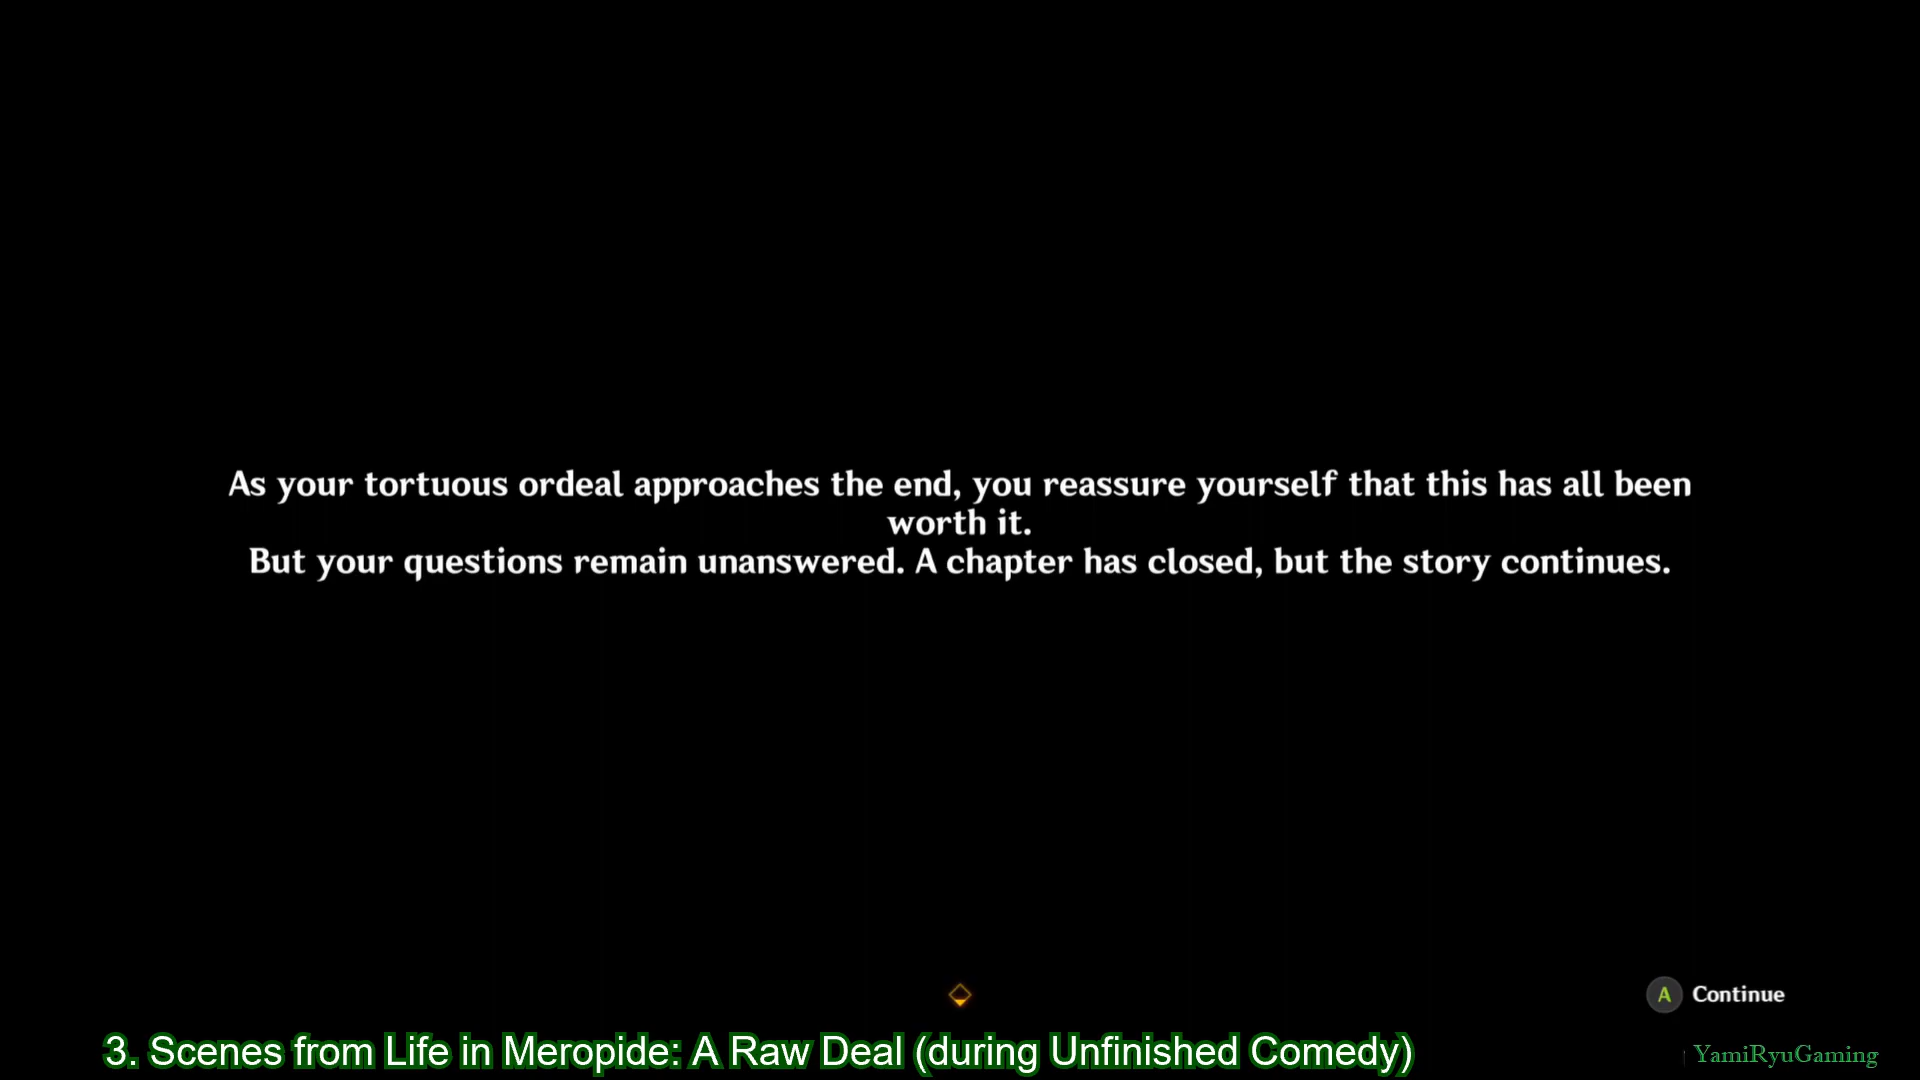 As your tortuous ordeal approaches the end, you reassure yourself that this has all been
worth it.
But your questions remain unanswered. A chapter has closed, but the story continues.
A Continue
3. Scenes from Life in Meropide: A Raw Deal (during Unfinished Comedy)
YamiRyuGaming